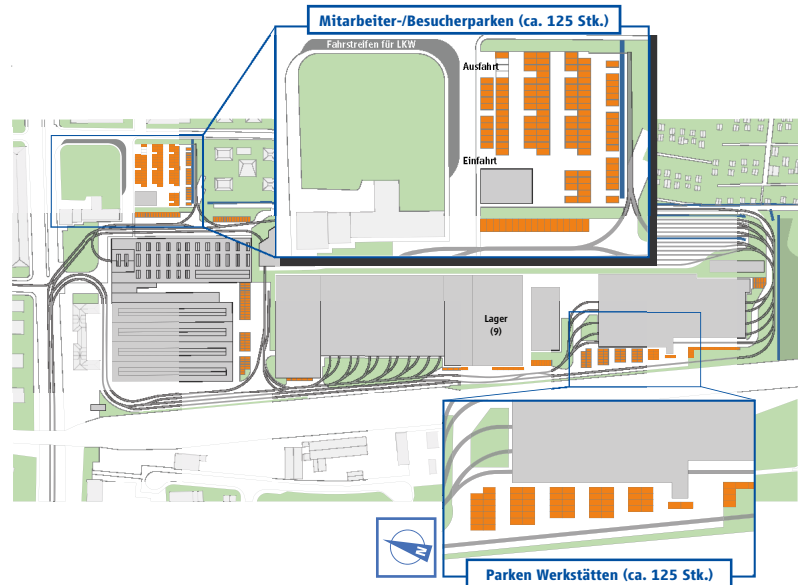 Mitarbeiter-/Besucherparken (ca. 125 Stk.)
Fahrstreifen für LKW
Ausfahrt
Einfahrt
Lager
(9)
N
Parken Werkstätten (ca. 125 Stk.)